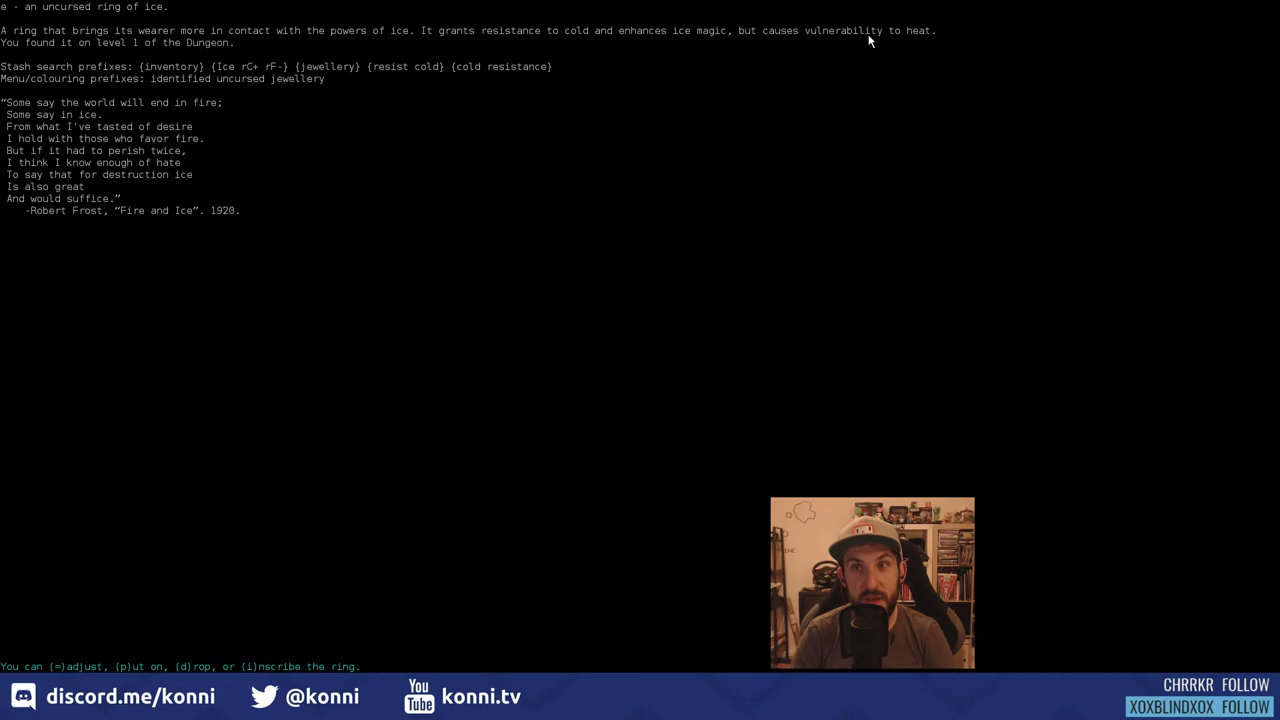 e - an uncursed ring of ice.
A ring that brings its wearer more in contact with the powers of ice. It grants resistance to cold and enhances ice magic, but causes vulnerability to heat.
You found it on level 1 of the Dungeon.
Stash search prefixes: {inventory} {Ice rC+ rF-} {jewellery} {resist cold} {cold resistance}
Menu/colouring prefixes: identified uncursed jewellery
“Some say the world will end in fire;
Some say in ice.
From what I've tasted of desire
I hold with those who favor fire.
But if it had to perish twice,
I think I know enough of hate
To say that for destruction ice
Is also great
And would suffice.”
-Robert Frost, “Fire and Ice”. 1920.
You can (=)adjust, (p)ut on, (d)rop, or (i)nscribe the ring.
discord.me/konni
@konni
You Tube
konni.tv
CHRRKR FOLLOW
XOXBLINDXOX FOLLOW